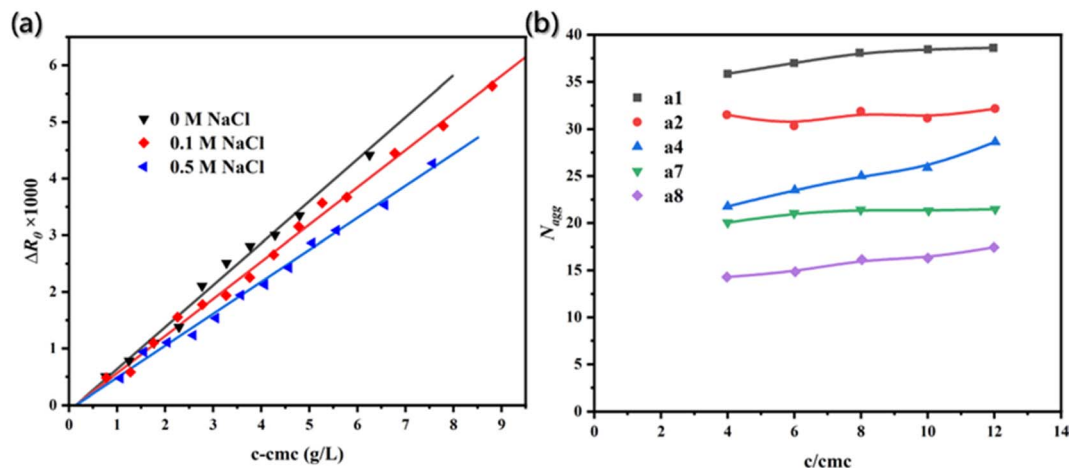 (a)
6
5
4
3
2
1
0
ΔRθ ×1000
0 M NaCl
0.1 M NaCl
0.5 M NaCl
0 1 2 3 4 5 6 7 8 9
c-cmc (g/L)
(b)
40
35
30
25
20
15
10
5
0
Nagg
a1
a2
a4
a7
a8
0 2 4 6 8 10 12 14
c/cmc